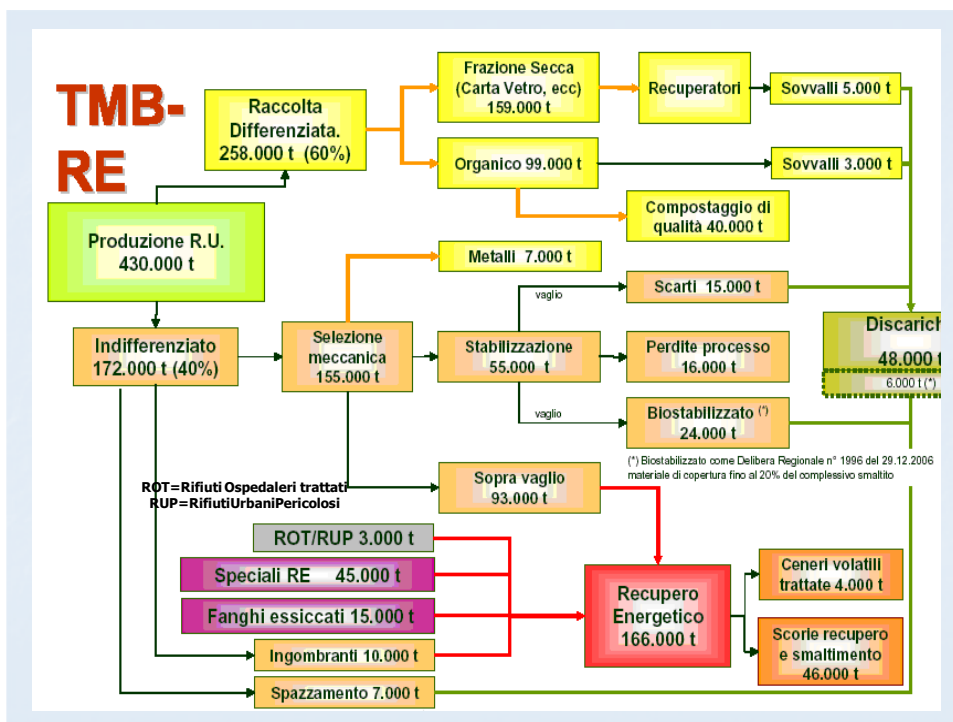 TMB-
RE
Raccolta
Differenziata.
258.000 t (60%)
Frazione Secca
(Carta Vetro, ecc)
159.000 t
Recuperatori
Sovvalli 5.000 t
Organico 99.000 t
Sovvalli 3.000 t
Compostaggio di
qualità 40.000 t
Produzione R.U.
430.000 t
Metalli 7.000 t
vaglio
Scarti 15.000 t
Indifferenziato
172.000 t (40%)
Selezione
meccanica
155.000 t
Stabilizzazione
55.000 t
Perdite processo
16.000 t
Discarich
48.000 t
6.000 t (*)
vaglio
Biostabilizzato (*)
24.000 t
(*) Biostabilizzato come Delibera Regionale n° 1996 del 29.12.2006
materiale di copertura fino al 20% del complessivo smaltito
ROT=Rifiuti Ospedaleri trattati
RUP=RifiutiUrbaniPericolosi
Sopra vaglio
93.000 t
ROT/RUP 3.000 t
Speciali RE 45.000 t
Fanghi essiccati 15.000 t
Ingombranti 10.000 t
Spazzamento 7.000 t
Recupero
Energetico
166.000 t
Ceneri volatili
trattate 4.000 t
Scorie recupero
e smaltimento
46.000 t